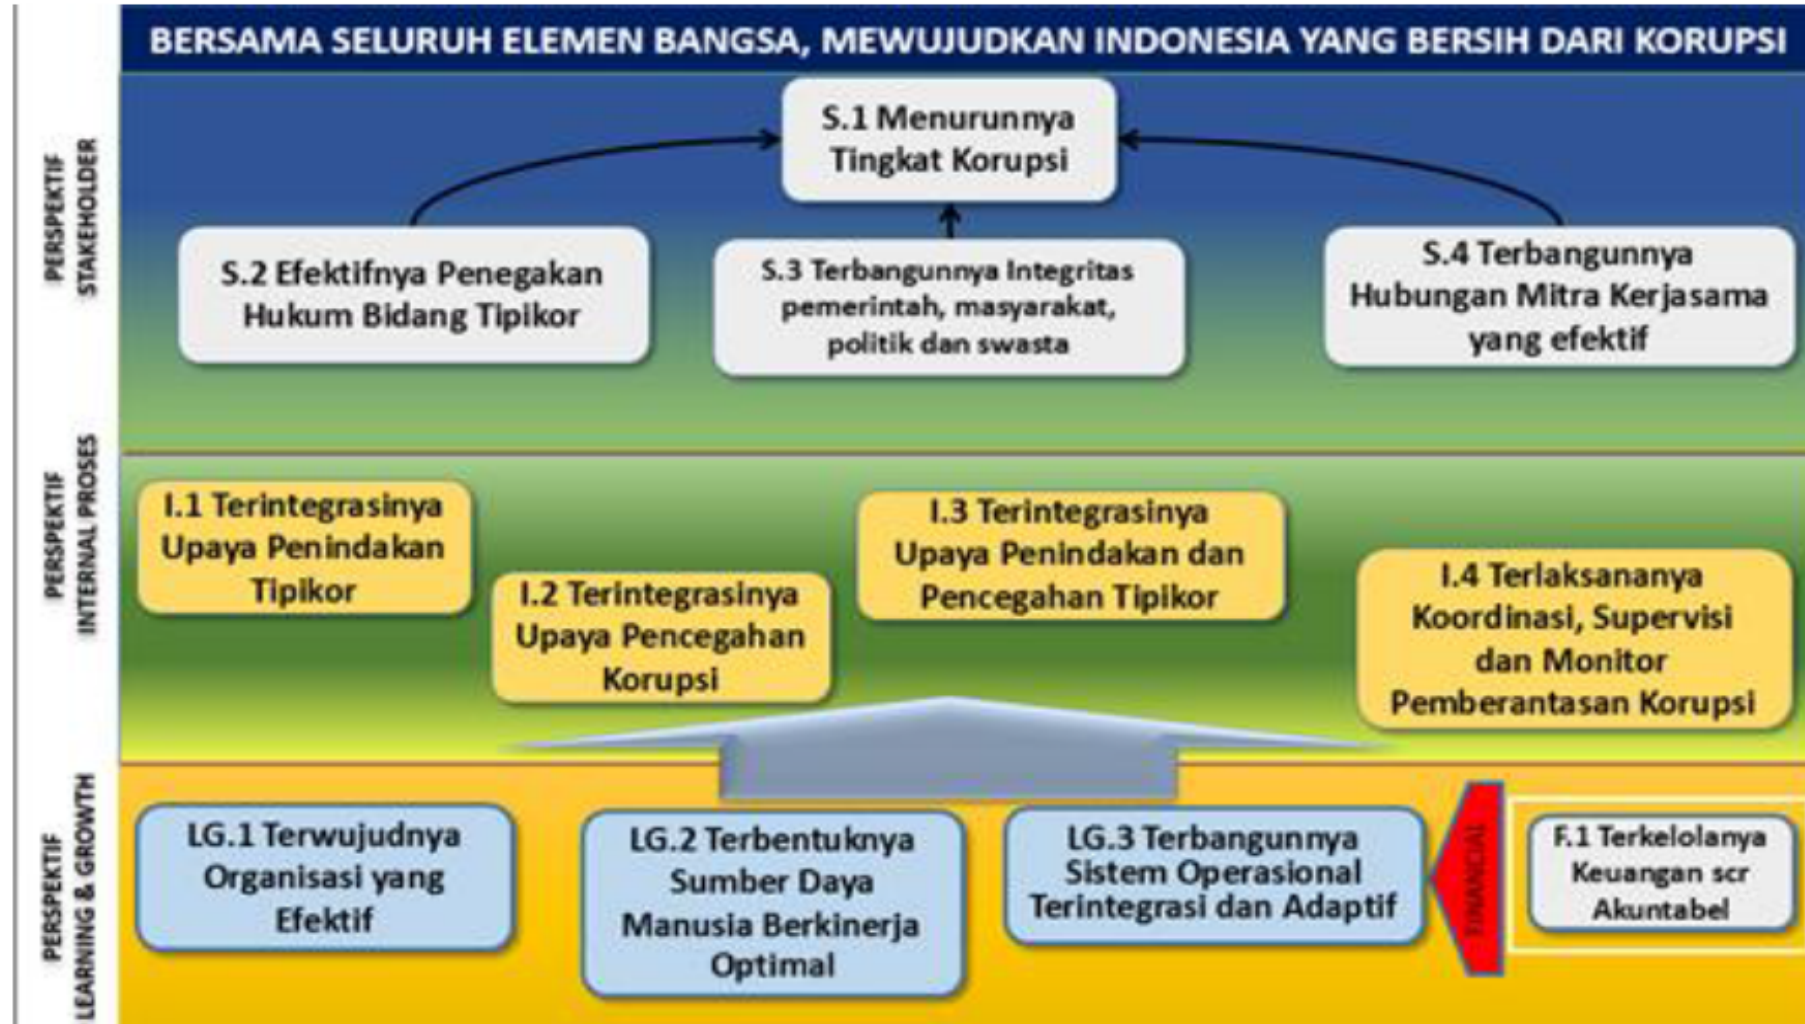 BERSAMA SELURUH ELEMEN BANGSA, MEWUJUDKAN INDONESIA YANG BERSIH DARI KORUPSI
PERSPEKTIF
STAKEHOLDER
S.1 Menurunnya
Tingkat Korupsi
S.2 Efektifnya Penegakan
Hukum Bidang Tipikor
S.3 Terbangunnya Integritas
pemerintah, masyarakat,
politik dan swasta
S.4 Terbangunnya
Hubungan Mitra Kerjasama
yang efektif
PERSPEKTIF
INTERNAL PROSES
I.1 Terintegrasinya
Upaya Penindakan
Tipikor
I.2 Terintegrasinya
Upaya Pencegahan
Korupsi
I.3 Terintegrasinya
Upaya Penindakan dan
Pencegahan Tipikor
I.4 Terlaksananya
Koordinasi, Supervisi
dan Monitor
Pemberantasan Korupsi
PERSPEKTIF
LEARNING & GROWTH
LG.1 Terwujudnya
Organisasi yang
Efektif
LG.2 Terbentuknya
Sumber Daya
Manusia Berkinerja
Optimal
LG.3 Terbangunnya
Sistem Operasional
Terintegrasi dan Adaptif
FINANCIAL
F.1 Terkelolanya
Keuangan scr
Akuntabel